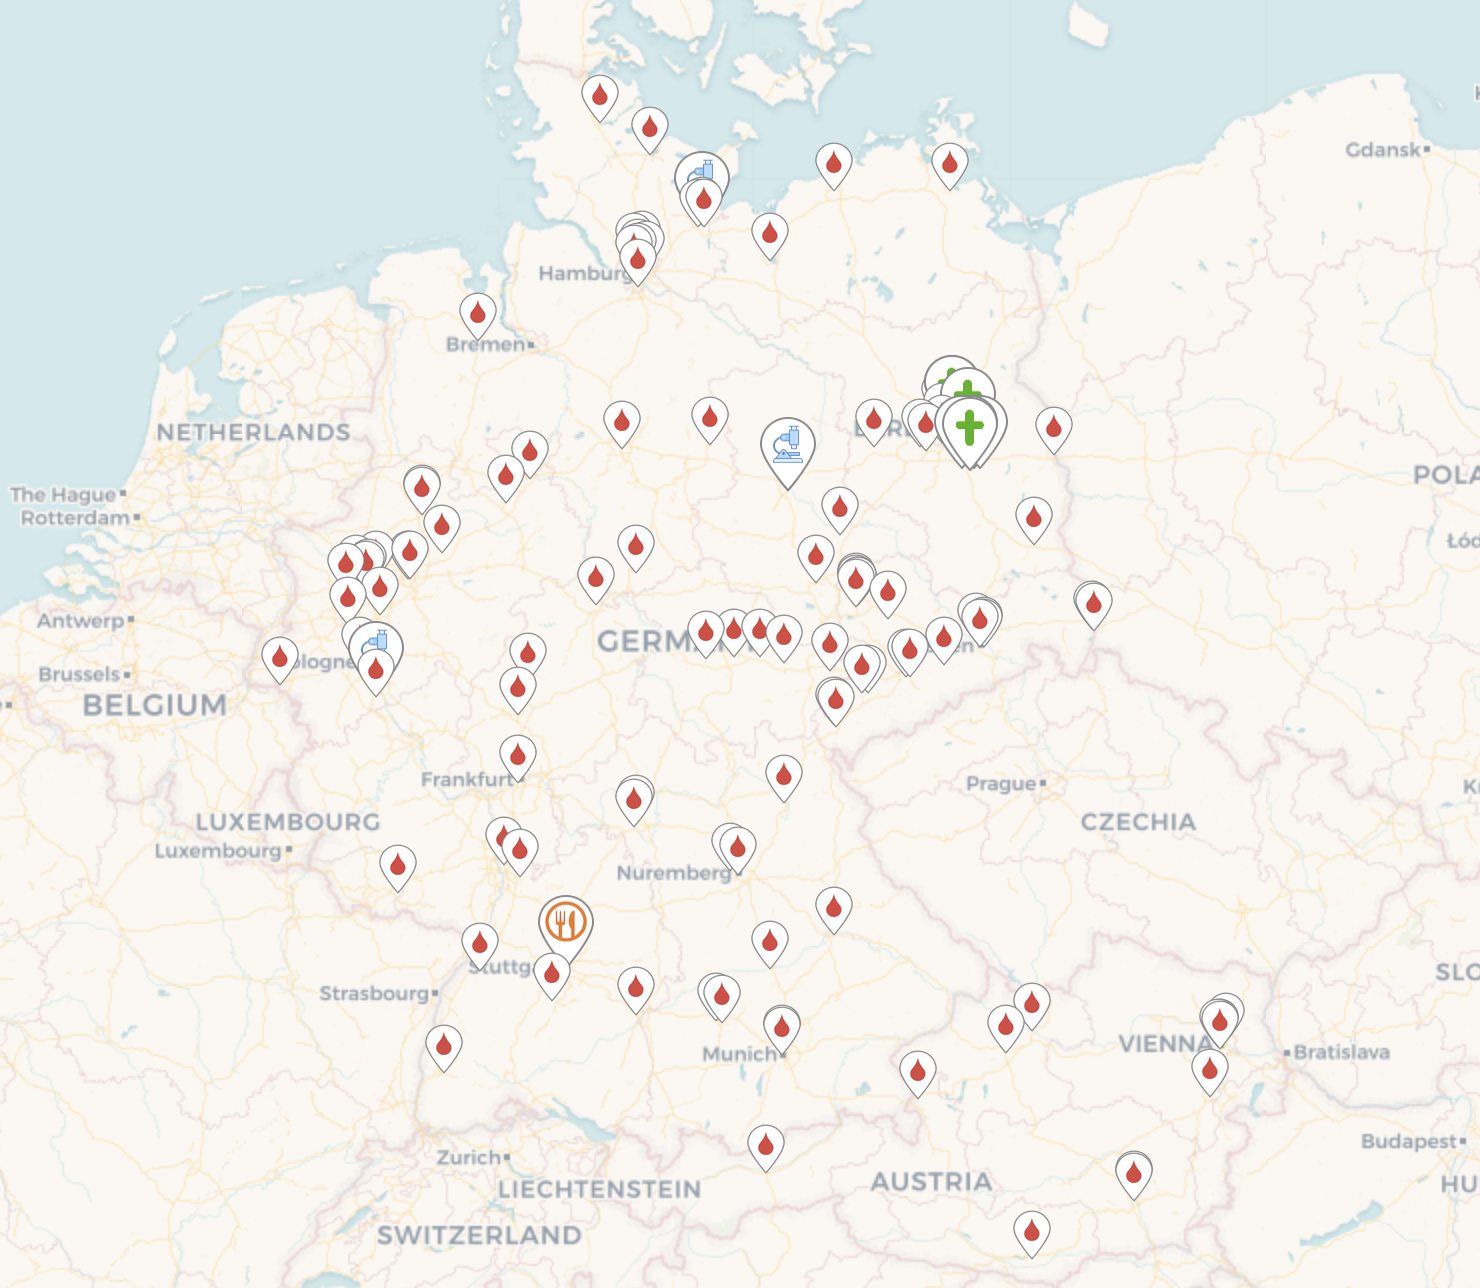 Gdansk
Hamburg
Bremen
NETHERLANDS
The Hague
POLA
Rotterdam
Łód
Antwerp
GERM
Brussels
BELGIUM
Frankfurt
Prague
LUXEMBOURG
CZECHIA
Luxembourg
Nuremberg
Stuttg
SLO
Strasbourg
VIENNA
Munich
Bratislava
Budapest
Zurich
AUSTRIA
HU
LIECHTENSTEIN
SWITZERLAND